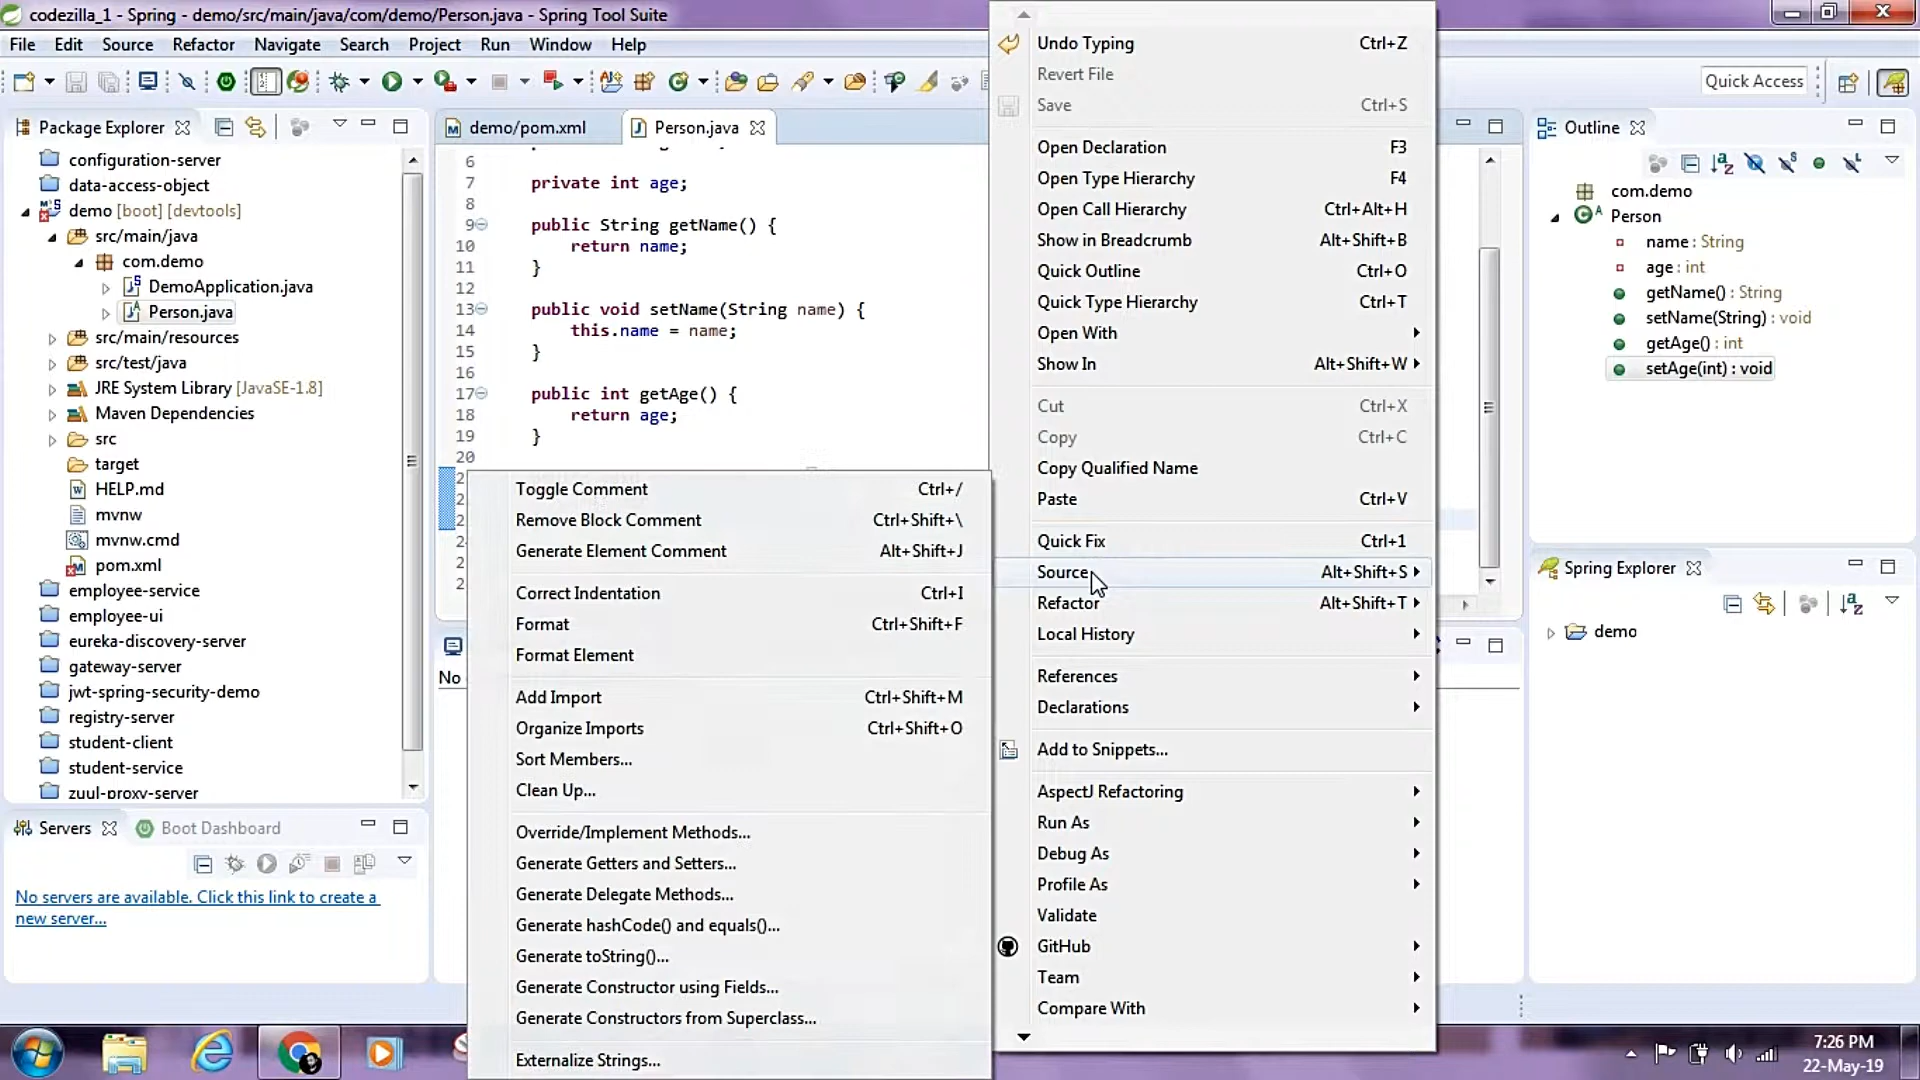 codezilla_1 - Spring - demo/src/main/java/com/demo/Person.java - Spring Tool Suite
File Edit Source Refactor Navigate Search Project Run Window Help
Quick Access
Package Explorer
configuration-server
data-access-object
demo [boot] [devtools]
src/main/java
com.demo
DemoApplication.java
Person.java
src/main/resources
src/test/java
JRE System Library [JavaSE-1.8]
Maven Dependencies
src
target
HELP.md
mvnw
mvnw.cmd
pom.xml
employee-service
employee-ui
eureka-discovery-server
gateway-server
jwt-spring-security-demo
registry-server
student-client
student-service
zuul-proxy-server
Servers Boot Dashboard
No servers are available. Click this link to create a
new server...
demo/pom.xml Person.java
6
7 private int age;
8
9 public String getName() {
10 return name;
11 }
12
13 public void setName(String name) {
14 this.name = name;
15 }
16
17 public int getAge() {
18 return age;
19 }
20
2
2
2
2
2
2
No
Toggle Comment Ctrl+/
Remove Block Comment Ctrl+Shift+\
Generate Element Comment Alt+Shift+J
Correct Indentation Ctrl+I
Format Ctrl+Shift+F
Format Element
Add Import Ctrl+Shift+M
Organize Imports Ctrl+Shift+O
Sort Members...
Clean Up...
Override/Implement Methods...
Generate Getters and Setters...
Generate Delegate Methods...
Generate hashCode() and equals()...
Generate toString()...
Generate Constructor using Fields...
Generate Constructors from Superclass...
Externalize Strings...
Undo Typing Ctrl+Z
Revert File
Save Ctrl+S
Open Declaration F3
Open Type Hierarchy F4
Open Call Hierarchy Ctrl+Alt+H
Show in Breadcrumb Alt+Shift+B
Quick Outline Ctrl+O
Quick Type Hierarchy Ctrl+T
Open With
Show In Alt+Shift+W
Cut Ctrl+X
Copy Ctrl+C
Copy Qualified Name
Paste Ctrl+V
Quick Fix Ctrl+1
Source Alt+Shift+S
Refactor Alt+Shift+T
Local History
References
Declarations
Add to Snippets...
AspectJ Refactoring
Run As
Debug As
Profile As
Validate
GitHub
Team
Compare With
Outline
com.demo
Person
name : String
age : int
getName() : String
setName(String) : void
getAge() : int
setAge(int) : void
Spring Explorer
demo
7:26 PM
22-May-19